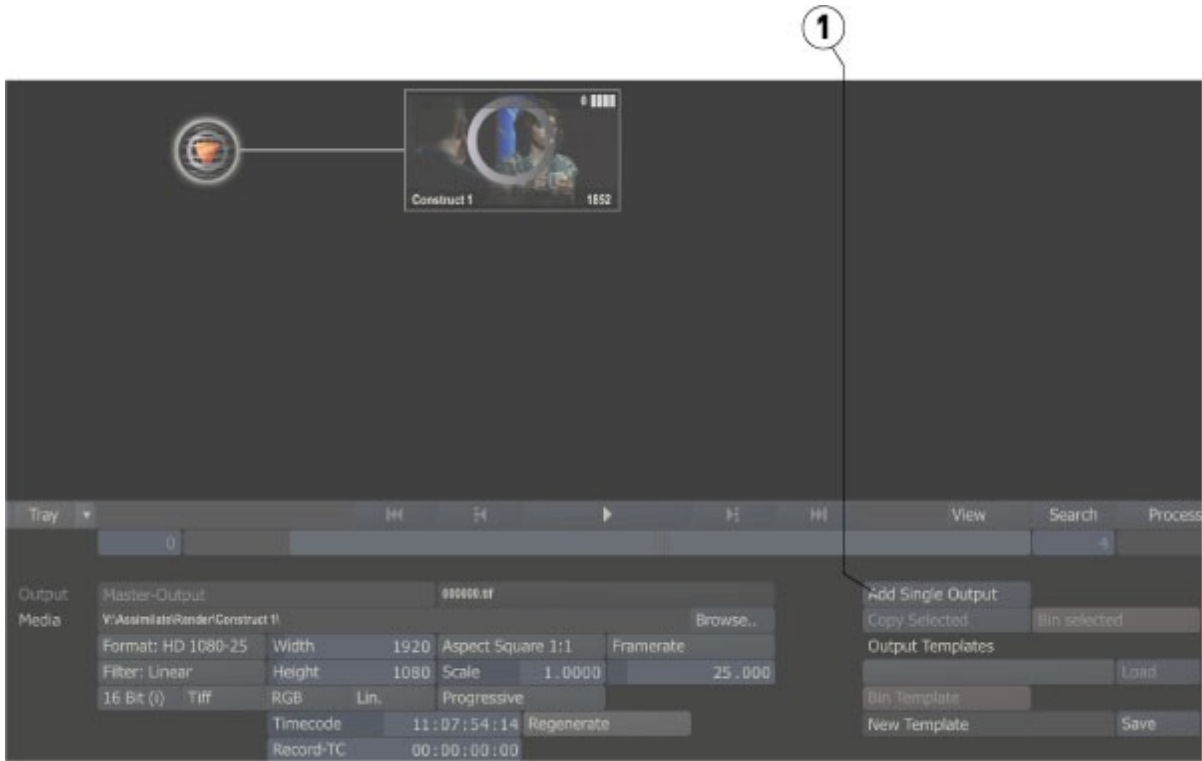 1
0
Construct 1 1852
Tray View Search Process
0 4
Output Master-Output 000000.tif Add Single Output
Media V:\Assimilate\Render\Construct 1\ Browse.. Copy Selected Bin selected
Format: HD 1080-25 Width 1920 Aspect Square 1:1 Framerate Output Templates
Filter: Linear Height 1080 Scale 1.0000 25.000 Load
16 Bit (i) Tiff RGB Lin. Progressive Bin Template
Timecode 11:07:54:14 Regenerate New Template Save
Record-TC 00:00:00:00